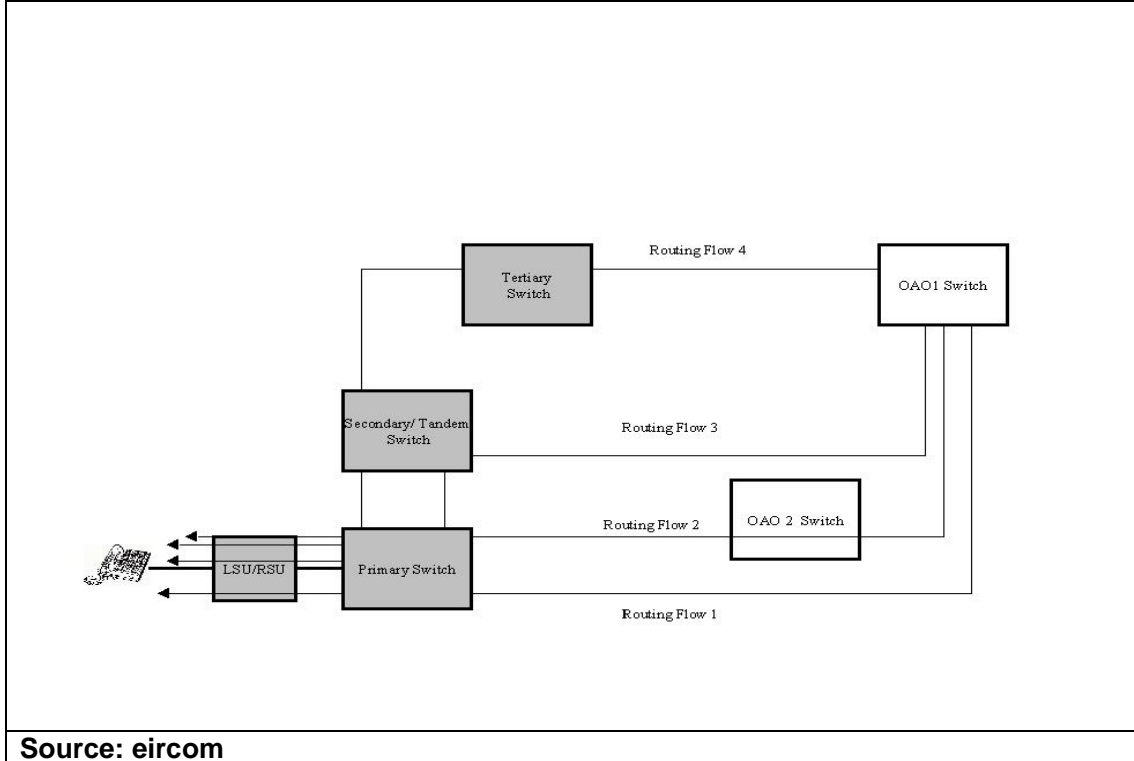 Routing Flow 4
Tertiary
Switch
OAO1 Switch
Secondary/ Tandem
Switch
Routing Flow 3
Routing Flow 2
OAO 2 Switch
LSU/RSU
Primary Switch
Routing Flow 1
Source: eircom